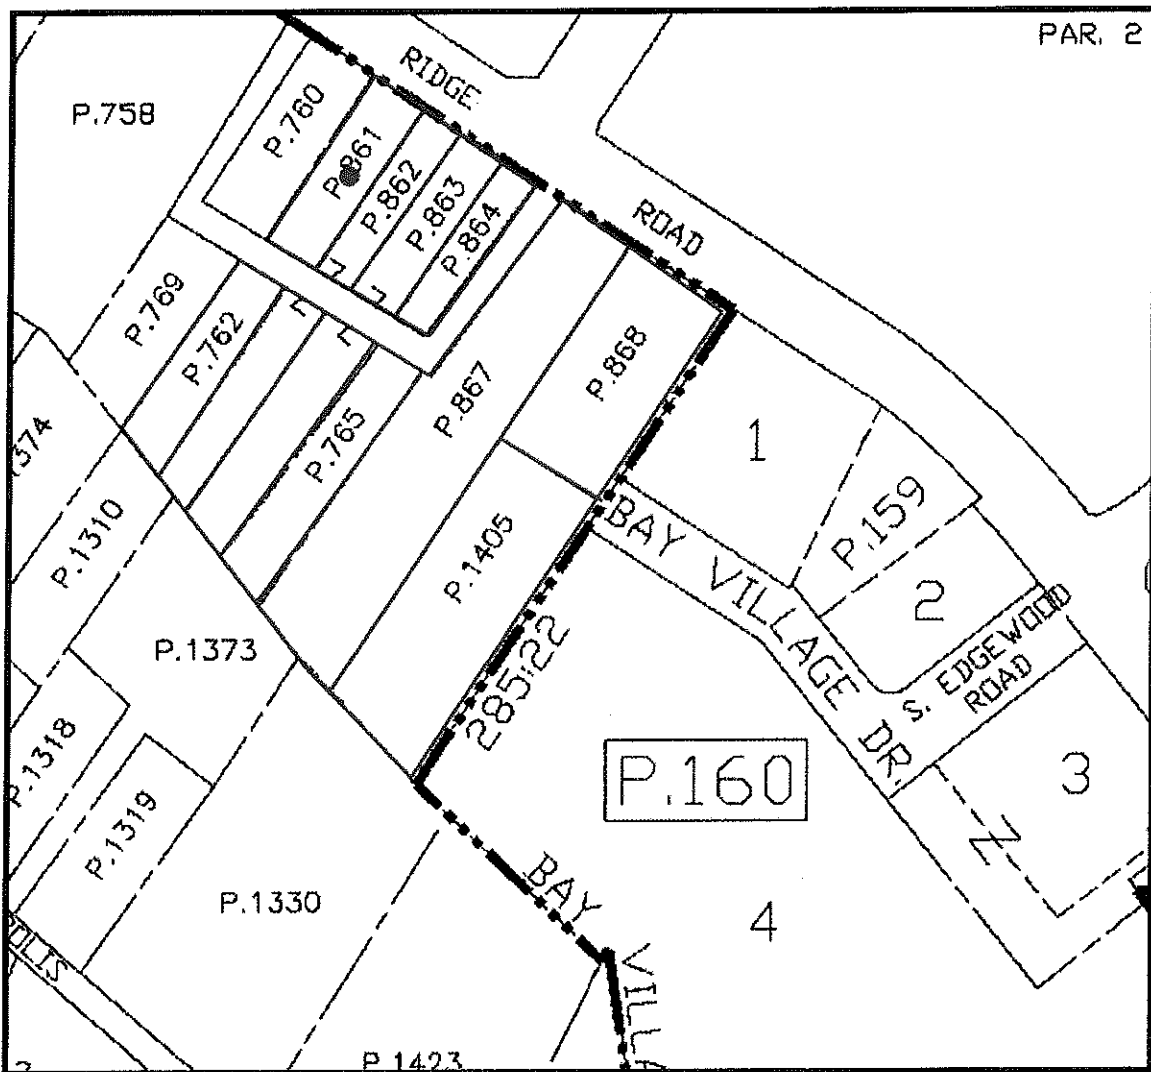 PAR. 2
RIDGE
ROAD
P.758
P.760
P.861
P.862
P.863
P.864
P.769
P.762
P.765
P.867
P.868
P.1405
1374
P.1310
P.1373
P.1318
P.1319
P.1330
P.1423
1
P.159
2
S. EDGEWOOD
ROAD
3
BAY VILLAGE DR.
285:22
P.160
4
BAY
VILLA
OLIS